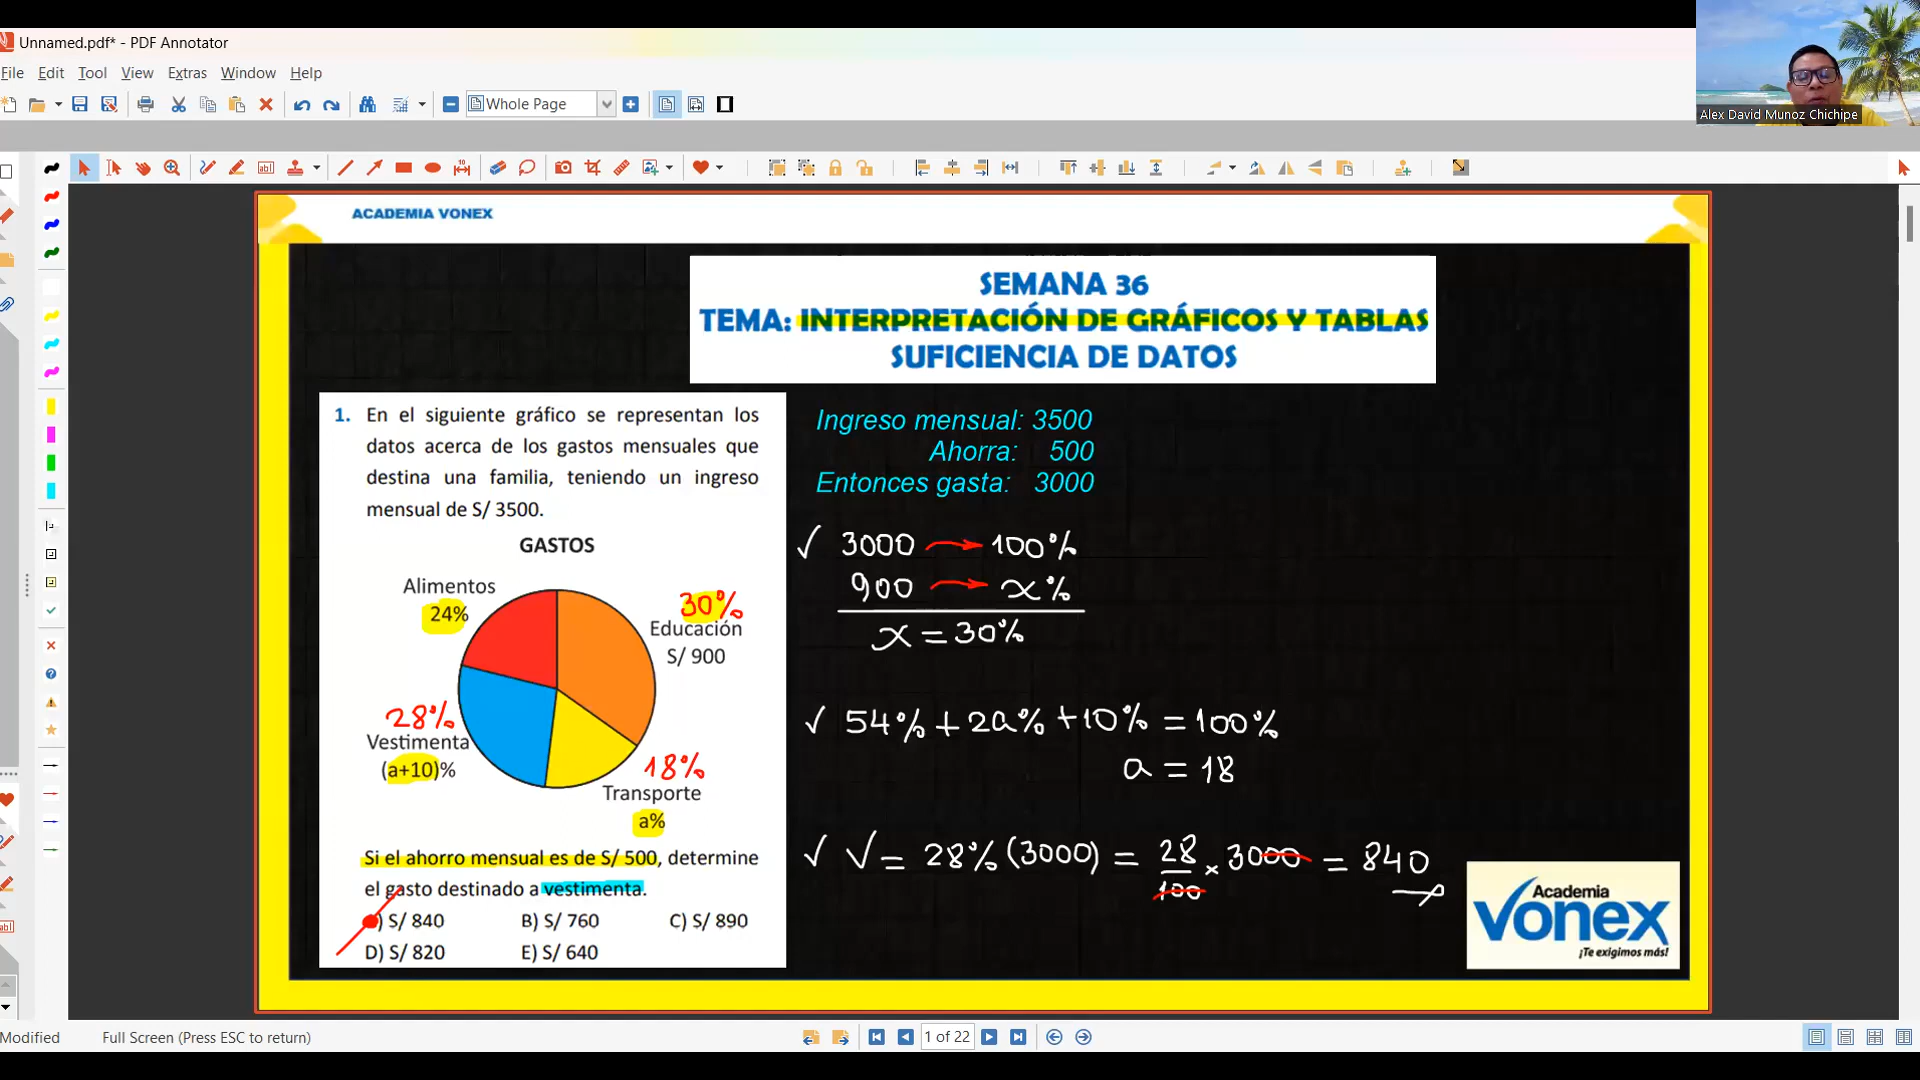 Unnamed.pdf* - PDF Annotator
File Edit Tool View Extras Window Help
Whole Page
Alex David Munoz Chichipe
ACADEMIA VONEX
SEMANA 36
TEMA: INTERPRETACIÓN DE GRÁFICOS Y TABLAS
SUFICIENCIA DE DATOS
1. En el siguiente gráfico se representan los
datos acerca de los gastos mensuales que
destina una familia, teniendo un ingreso
mensual de S/ 3500.
GASTOS
Alimentos
24%
30%
Educación
S/ 900
28%
Vestimenta
(a+10)%
18%
Transporte
a%
Si el ahorro mensual es de S/ 500, determine
el gasto destinado a vestimenta.
) S/ 840 B) S/ 760 C) S/ 890
D) S/ 820 E) S/ 640
Ingreso mensual: 3500
Ahorra: 500
Entonces gasta: 3000
✓ 3000 → 100%
900 → x%
x = 30%
✓ 54% + 2a% + 10% = 100%
a = 18
✓ V = 28% (3000) = 28/100 × 3000 = 840
Academia
Vonex
¡Te exigimos más!
Modified Full Screen (Press ESC to return) 1 of 22